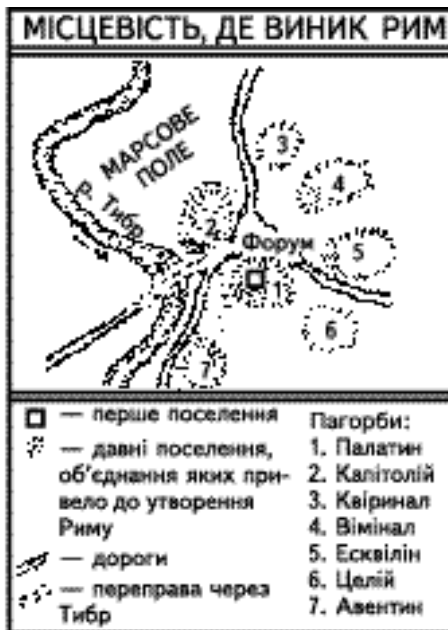 МІСЦЕВІСТЬ, ДЕ ВИНИК РИМ
МАРСОВЕ
ПОЛЕ
р. Тибр
3
4
2
Форум
5
1
6
7
— перше поселення
— давні поселення,
об'єднання яких при-
вело до утворення
Риму
— дороги
— переправа через
Тибр
Пагорби:
1. Палатин
2. Капітолій
3. Квіринал
4. Вімінал
5. Есквілін
6. Целій
7. Авентин